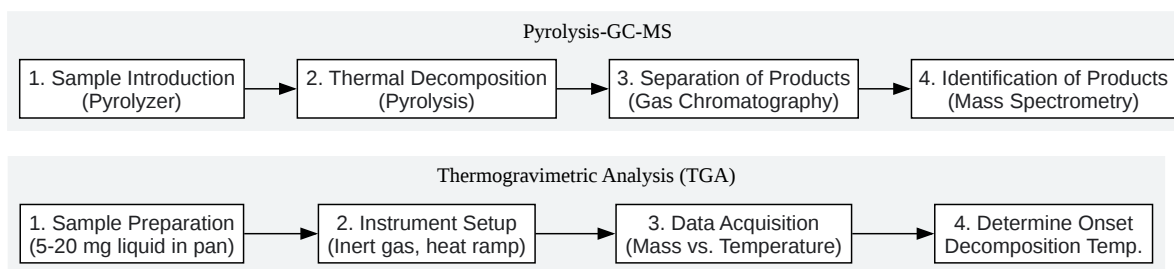 Pyrolysis-GC-MS
1. Sample Introduction
(Pyrolyzer)
2. Thermal Decomposition
(Pyrolysis)
3. Separation of Products
(Gas Chromatography)
4. Identification of Products
(Mass Spectrometry)
Thermogravimetric Analysis (TGA)
1. Sample Preparation
(5-20 mg liquid in pan)
2. Instrument Setup
(Inert gas, heat ramp)
3. Data Acquisition
(Mass vs. Temperature)
4. Determine Onset
Decomposition Temp.